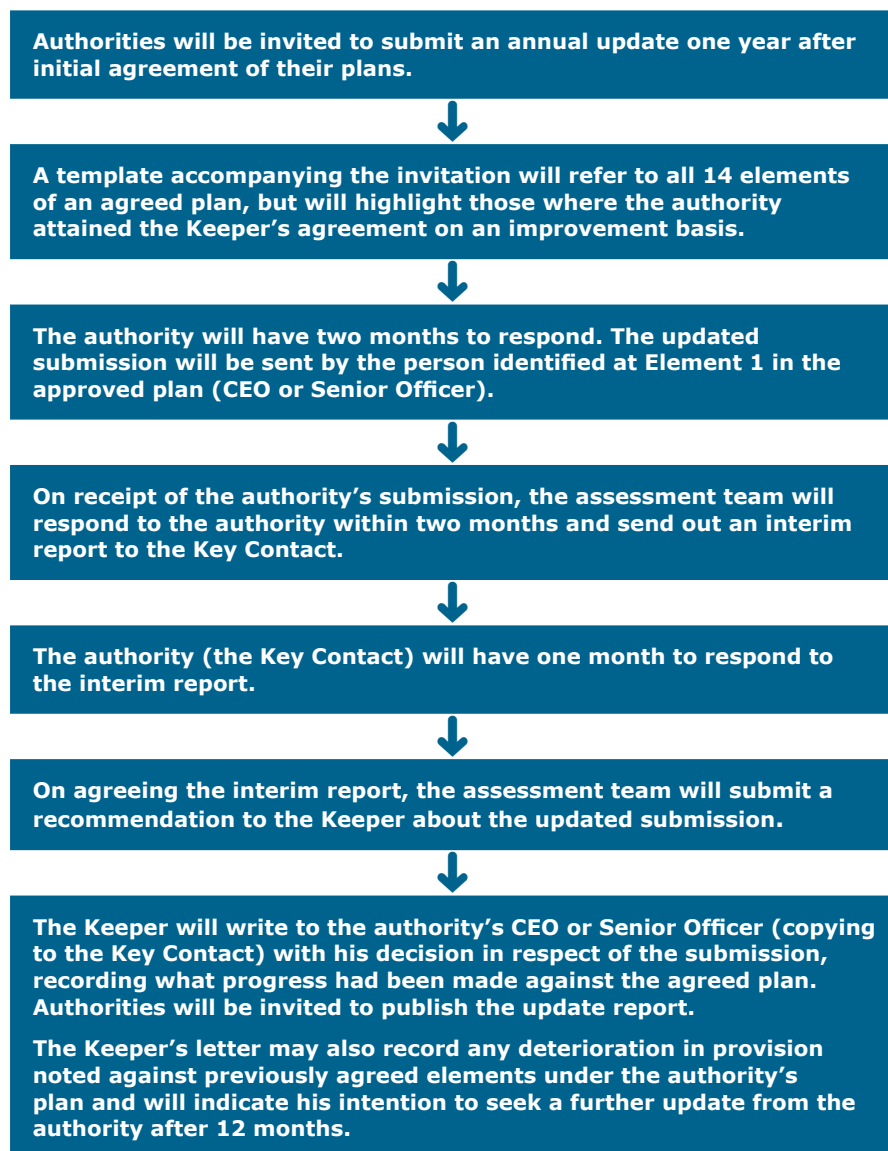 Authorities will be invited to submit an annual update one year after
initial agreement of their plans.
A template accompanying the invitation will refer to all 14 elements
of an agreed plan, but will highlight those where the authority
attained the Keeper’s agreement on an improvement basis.
The authority will have two months to respond. The updated
submission will be sent by the person identified at Element 1 in the
approved plan (CEO or Senior Officer).
On receipt of the authority’s submission, the assessment team will
respond to the authority within two months and send out an interim
report to the Key Contact.
The authority (the Key Contact) will have one month to respond to
the interim report.
On agreeing the interim report, the assessment team will submit a
recommendation to the Keeper about the updated submission.
The Keeper will write to the authority’s CEO or Senior Officer (copying
to the Key Contact) with his decision in respect of the submission,
recording what progress had been made against the agreed plan.
Authorities will be invited to publish the update report.
The Keeper’s letter may also record any deterioration in provision
noted against previously agreed elements under the authority’s
plan and will indicate his intention to seek a further update from the
authority after 12 months.